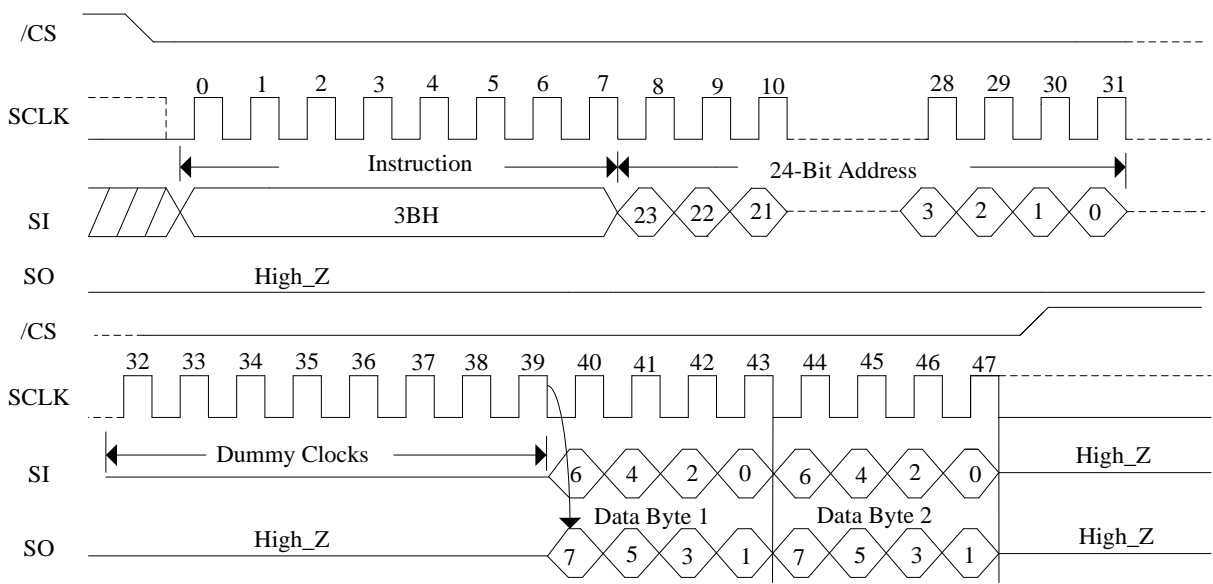 /CS
0 1 2 3 4 5 6 7 8 9 10 28 29 30 31
SCLK
Instruction 24-Bit Address
SI 3BH 23 22 21 3 2 1 0
SO High_Z
/CS
32 33 34 35 36 37 38 39 40 41 42 43 44 45 46 47
SCLK
Dummy Clocks
SI 6 4 2 0 6 4 2 0 High_Z
Data Byte 1 Data Byte 2
SO High_Z 7 5 3 1 7 5 3 1 High_Z